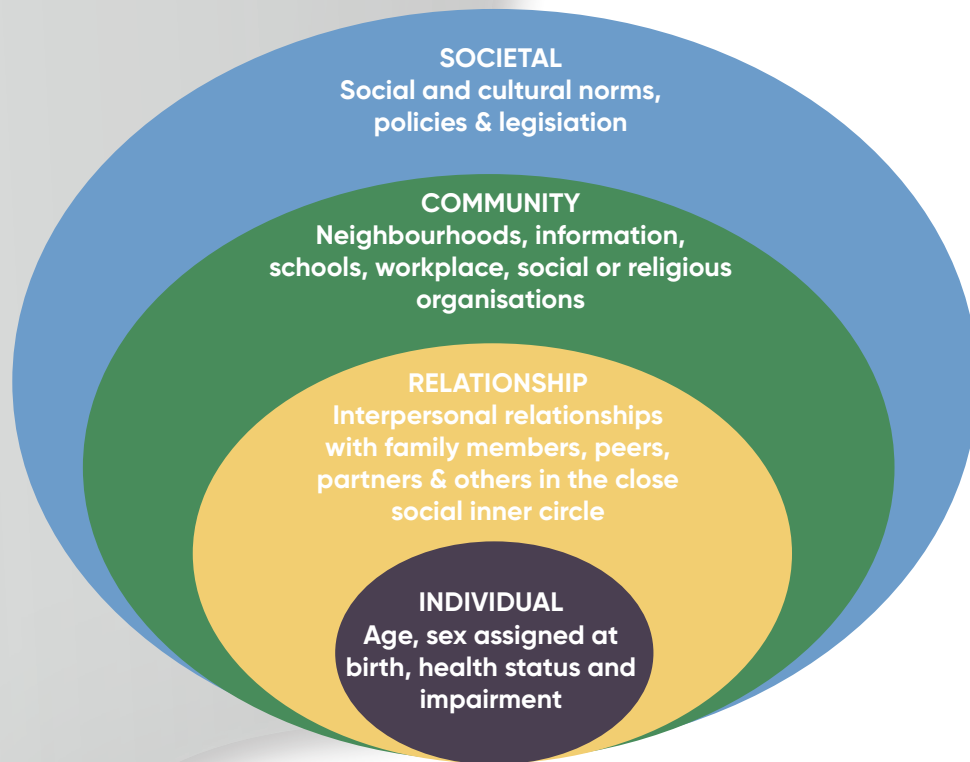 SOCIETAL
Social and cultural norms,
policies & legisiation
COMMUNITY
Neighbourhoods, information,
schools, workplace, social or religious
organisations
RELATIONSHIP
Interpersonal relationships
with family members, peers,
partners & others in the close
social inner circle
INDIVIDUAL
Age, sex assigned at
birth, health status and
impairment